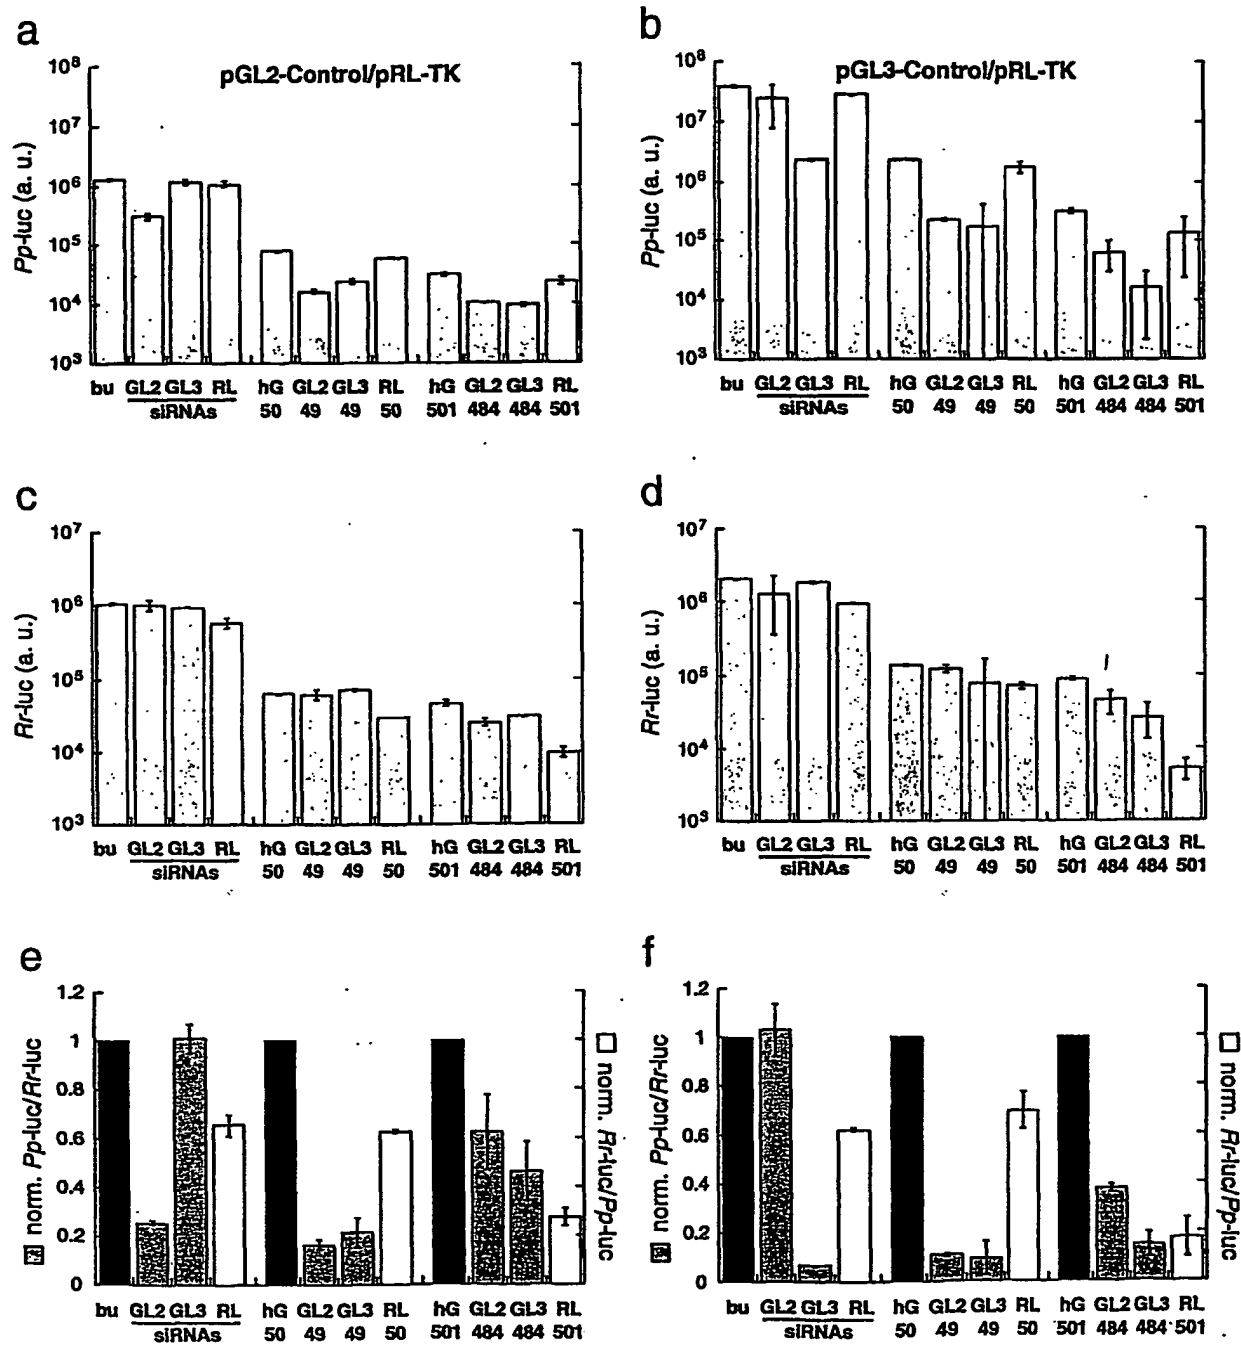 a
pGL2-Control/pRL-TK
Pp-luc (a. u.)
10⁸
10⁷
10⁶
10⁵
10⁴
10³
bu GL2 GL3 RL hG GL2 GL3 RL hG GL2 GL3 RL
siRNAs 50 49 49 50 501 484 484 501
b
pGL3-Control/pRL-TK
Pp-luc (a. u.)
10⁸
10⁷
10⁶
10⁵
10⁴
10³
bu GL2 GL3 RL hG GL2 GL3 RL hG GL2 GL3 RL
siRNAs 50 49 49 50 501 484 484 501
c
Rr-luc (a. u.)
10⁷
10⁶
10⁵
10⁴
10³
bu GL2 GL3 RL hG GL2 GL3 RL hG GL2 GL3 RL
siRNAs 50 49 49 50 501 484 484 501
d
Rr-luc (a. u.)
10⁷
10⁶
10⁵
10⁴
10³
bu GL2 GL3 RL hG GL2 GL3 RL hG GL2 GL3 RL
siRNAs 50 49 49 50 501 484 484 501
e
norm. Pp-luc/Rr-luc
1.2
1
0.8
0.6
0.4
0.2
0
norm. Rr-luc/Pp-luc
bu GL2 GL3 RL hG GL2 GL3 RL hG GL2 GL3 RL
siRNAs 50 49 49 50 501 484 484 501
f
norm. Pp-luc/Rr-luc
1.2
1
0.8
0.6
0.4
0.2
0
norm. Rr-luc/Pp-luc
bu GL2 GL3 RL hG GL2 GL3 RL hG GL2 GL3 RL
siRNAs 50 49 49 50 501 484 484 501